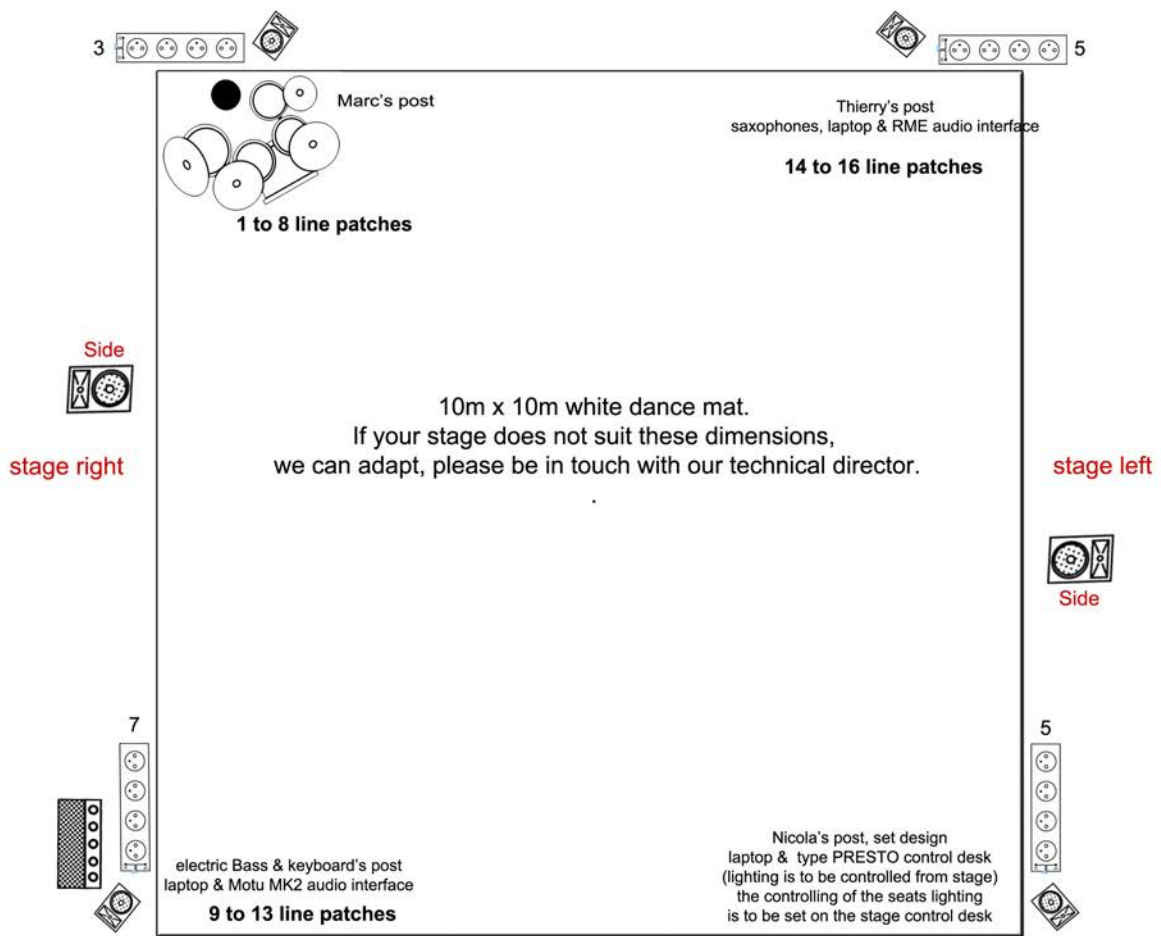 3
5
Marc's post
Thierry's post
saxophones, laptop & RME audio interface
14 to 16 line patches
1 to 8 line patches
Side
10m x 10m white dance mat.
If your stage does not suit these dimensions,
we can adapt, please be in touch with our technical director.
.
stage right
stage left
Side
7
5
electric Bass & keyboard's post
laptop & Motu MK2 audio interface
9 to 13 line patches
Nicola's post, set design
laptop & type PRESTO control desk
(lighting is to be controlled from stage)
the controlling of the seats lighting
is to be set on the stage control desk